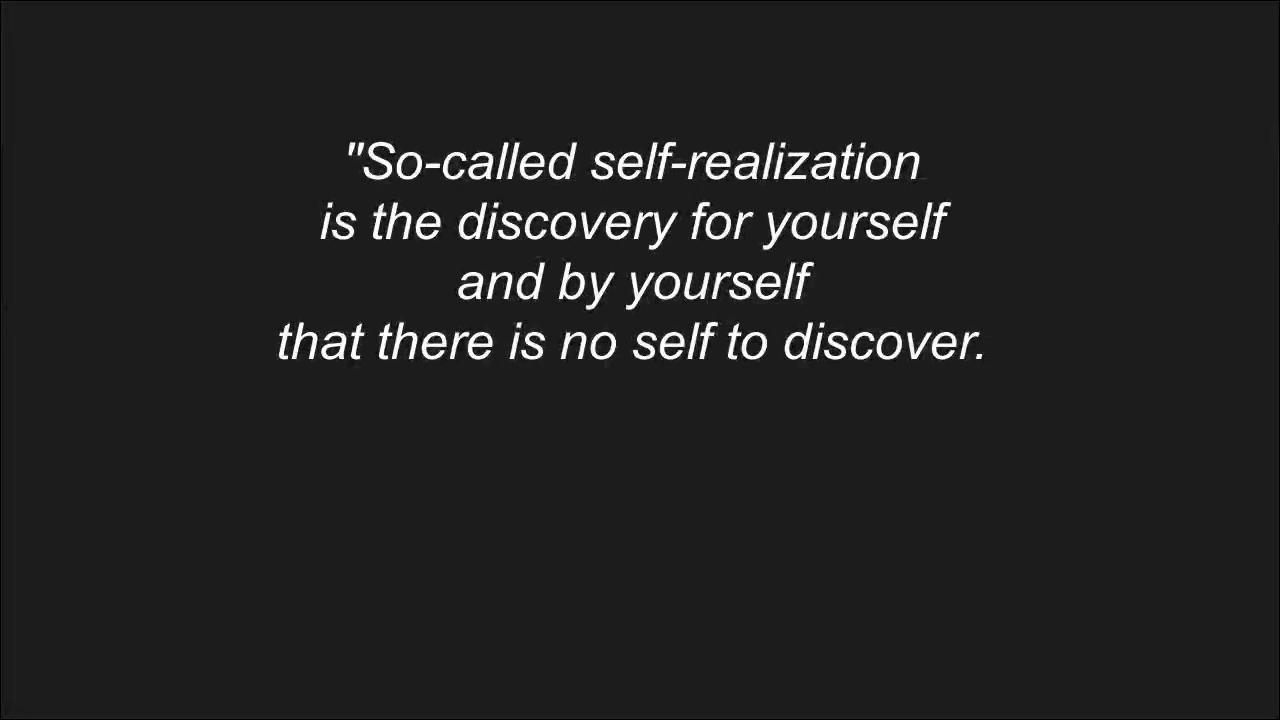 "So-called self-realization
is the discovery for yourself
and by yourself
that there is no self to discover.